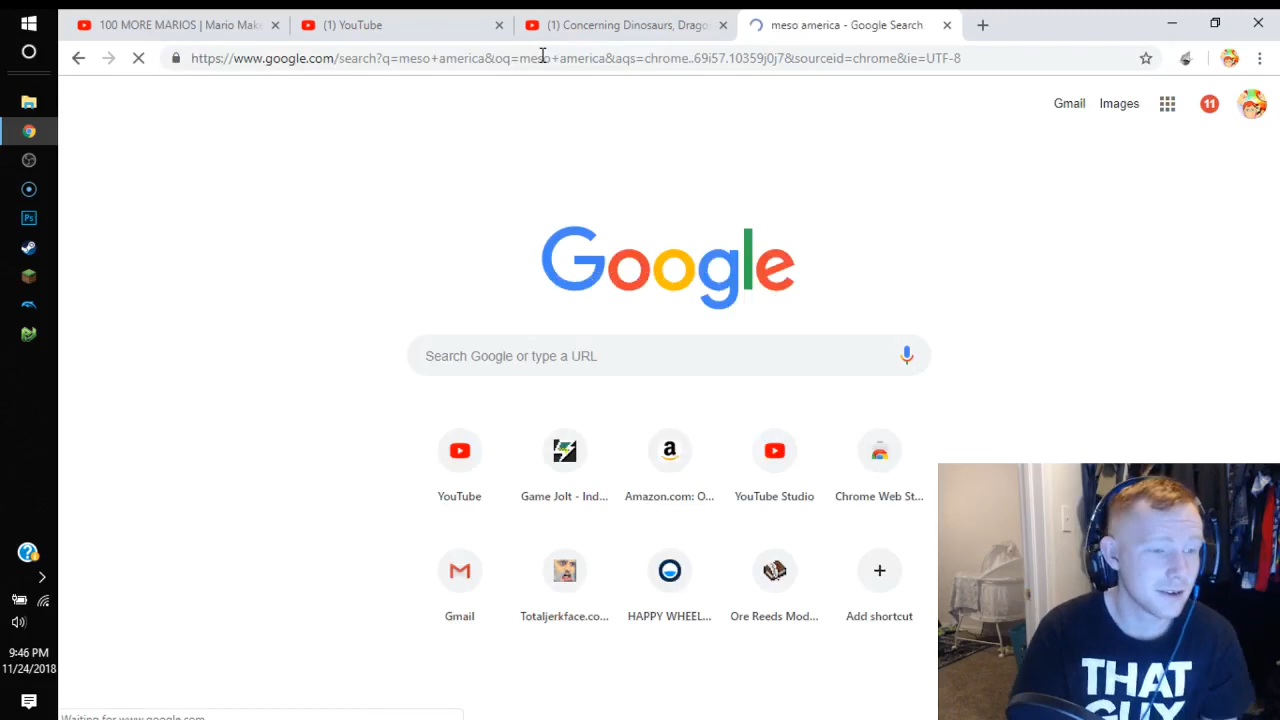 100 MORE MARIOS | Mario Mak
(1) YouTube
(1) Concerning Dinosaurs, Drago
meso america - Google Search
https://www.google.com/search?q=meso+america&oq=meso+america&aqs=chrome..69i57.10359j0j7&sourceid=chrome&ie=UTF-8
Gmail
Images
11
Google
Search Google or type a URL
YouTube
Game Jolt - Ind...
Amazon.com: O...
YouTube Studio
Chrome Web St...
Gmail
Totaljerkface.co...
HAPPY WHEEL...
Ore Reeds Mod...
Add shortcut
Ps
9:46 PM
11/24/2018
Waiting for www.google.com
THAT
GUY